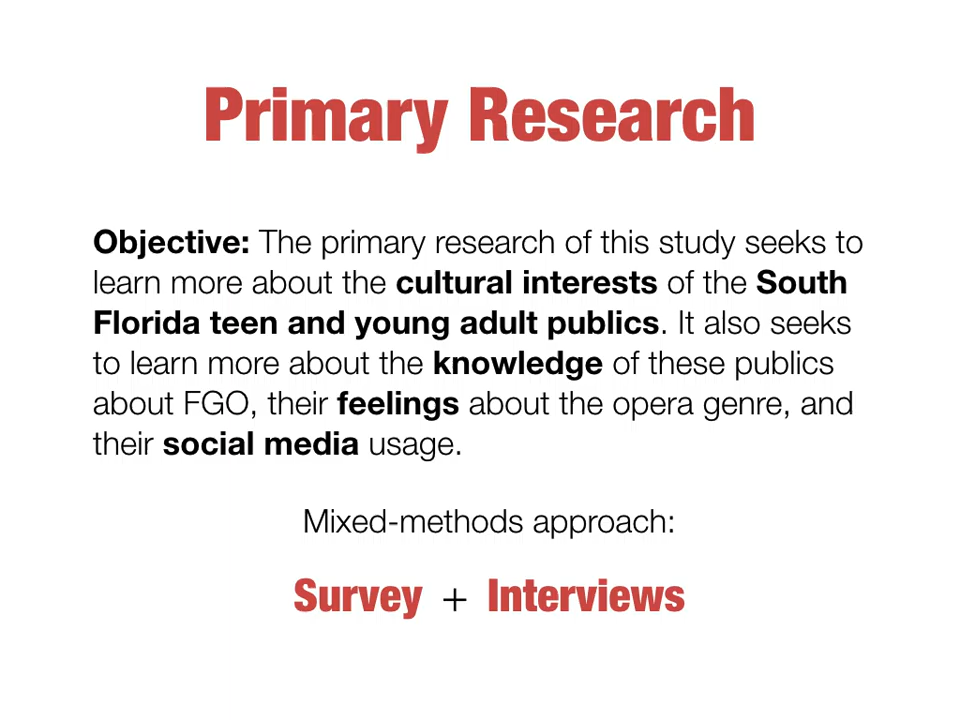 Primary Research
Objective: The primary research of this study seeks to
learn more about the cultural interests of the South
Florida teen and young adult publics. It also seeks
to learn more about the knowledge of these publics
about FGO, their feelings about the opera genre, and
their social media usage.
Mixed-methods approach:
Survey + Interviews